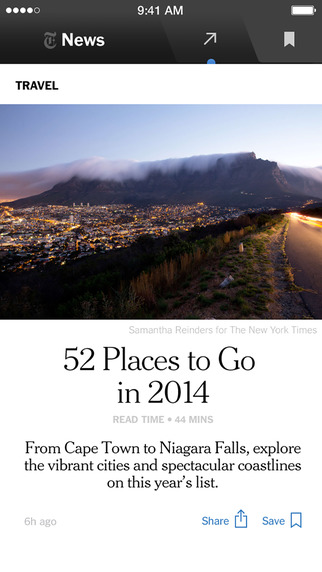 9:41 AM
T News
TRAVEL
Samantha Reinders for The New York Times
52 Places to Go
in 2014
READ TIME • 44 MINS
From Cape Town to Niagara Falls, explore
the vibrant cities and spectacular coastlines
on this year's list.
6h ago
Share
Save